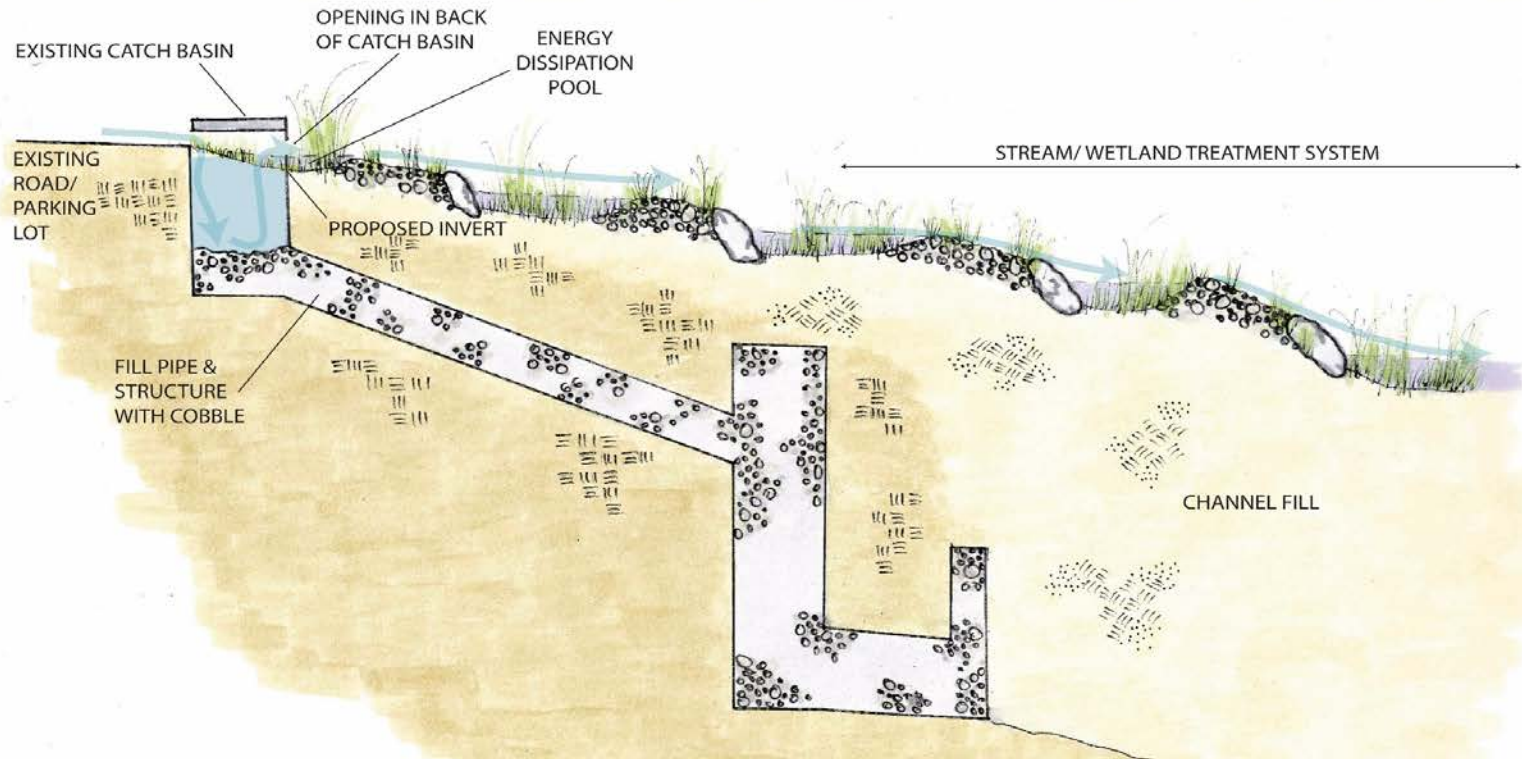 OPENING IN BACK
OF CATCH BASIN
EXISTING CATCH BASIN
ENERGY
DISSIPATION
POOL
STREAM/ WETLAND TREATMENT SYSTEM
EXISTING
ROAD/
PARKING
LOT
PROPOSED INVERT
FILL PIPE &
STRUCTURE
WITH COBBLE
CHANNEL FILL